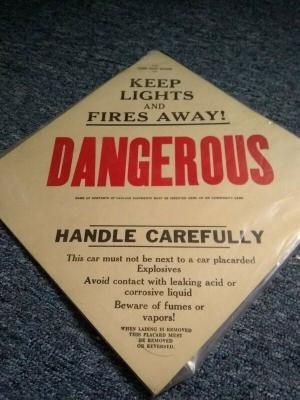 KEEP
LIGHTS
AND
FIRES AWAY!
DANGEROUS
HANDLE CAREFULLY
This car must not be next to a car placarded
Explosives
Avoid contact with leaking acid or
corrosive liquid
Beware of fumes or
vapors!
WHEN LADING IS REMOVED
THIS PLACARD MUST
BE REMOVED
OR REVERSED.